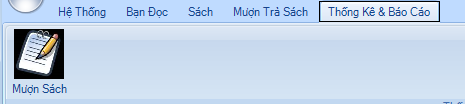 Hệ Thống Bạn Đọc Sách Mượn Trả Sách Thống Kê & Báo Cáo
Mượn Sách